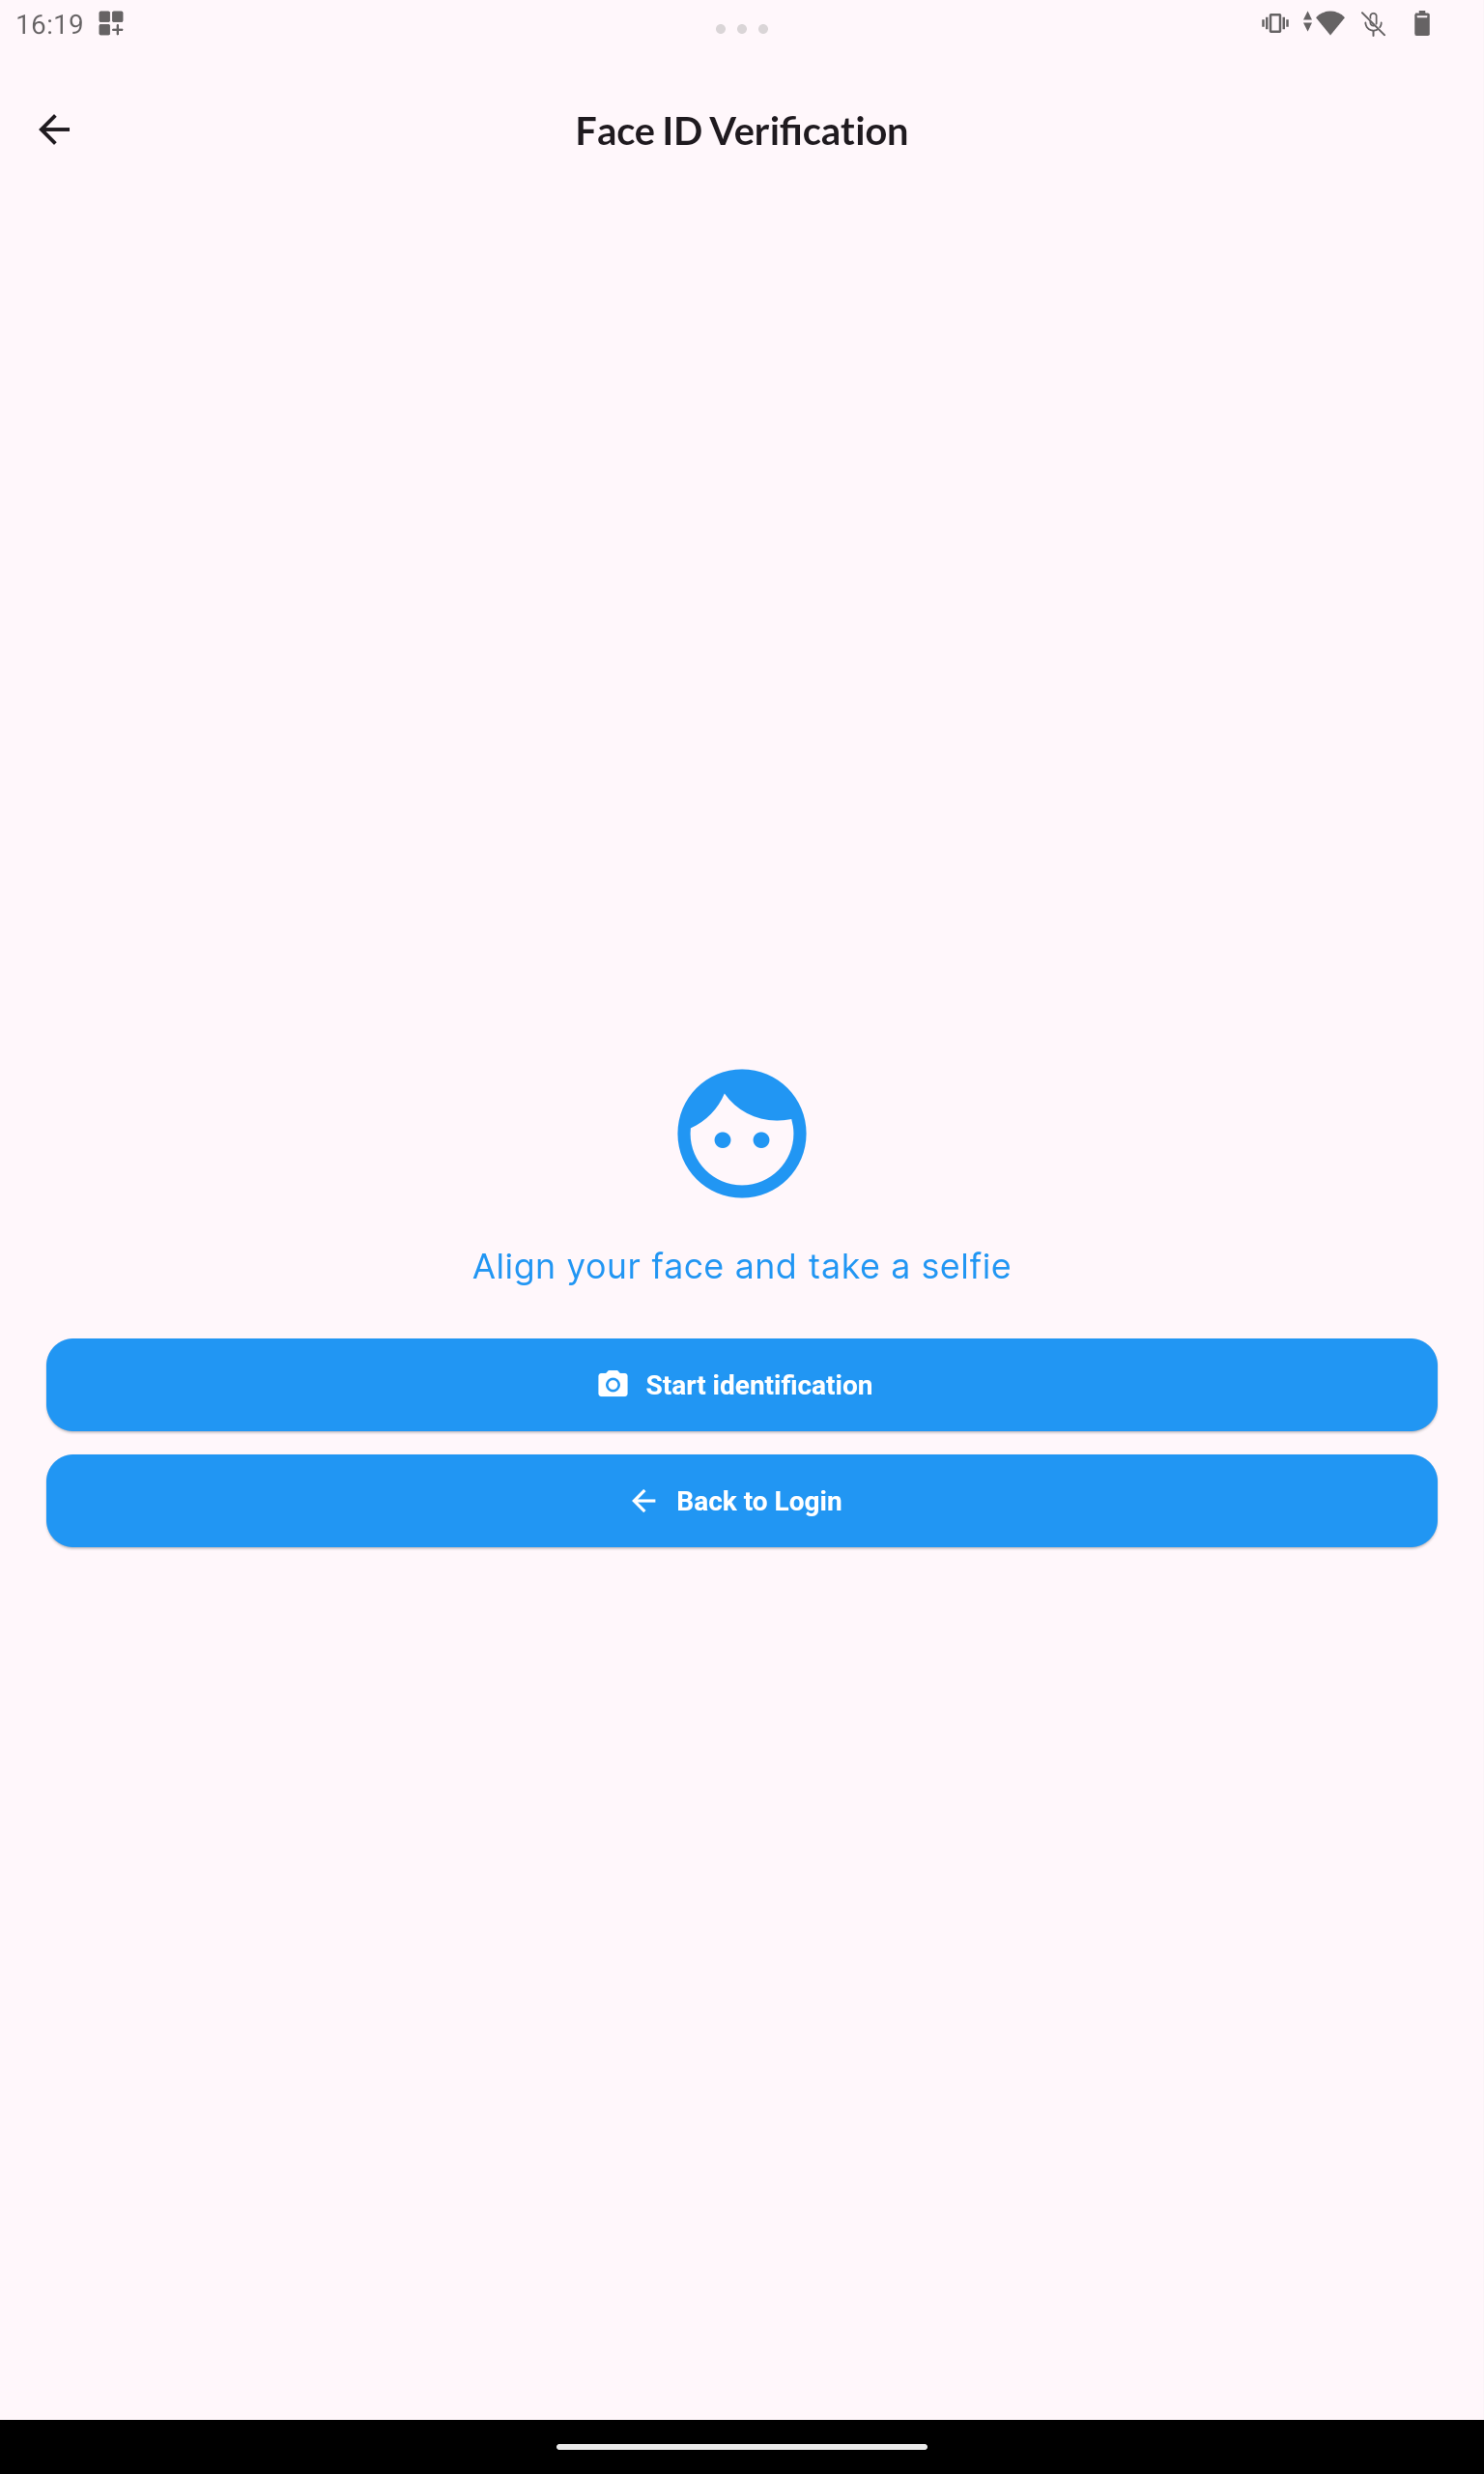 16:19
Face ID Verification
Align your face and take a selfie
Start identification
Back to Login